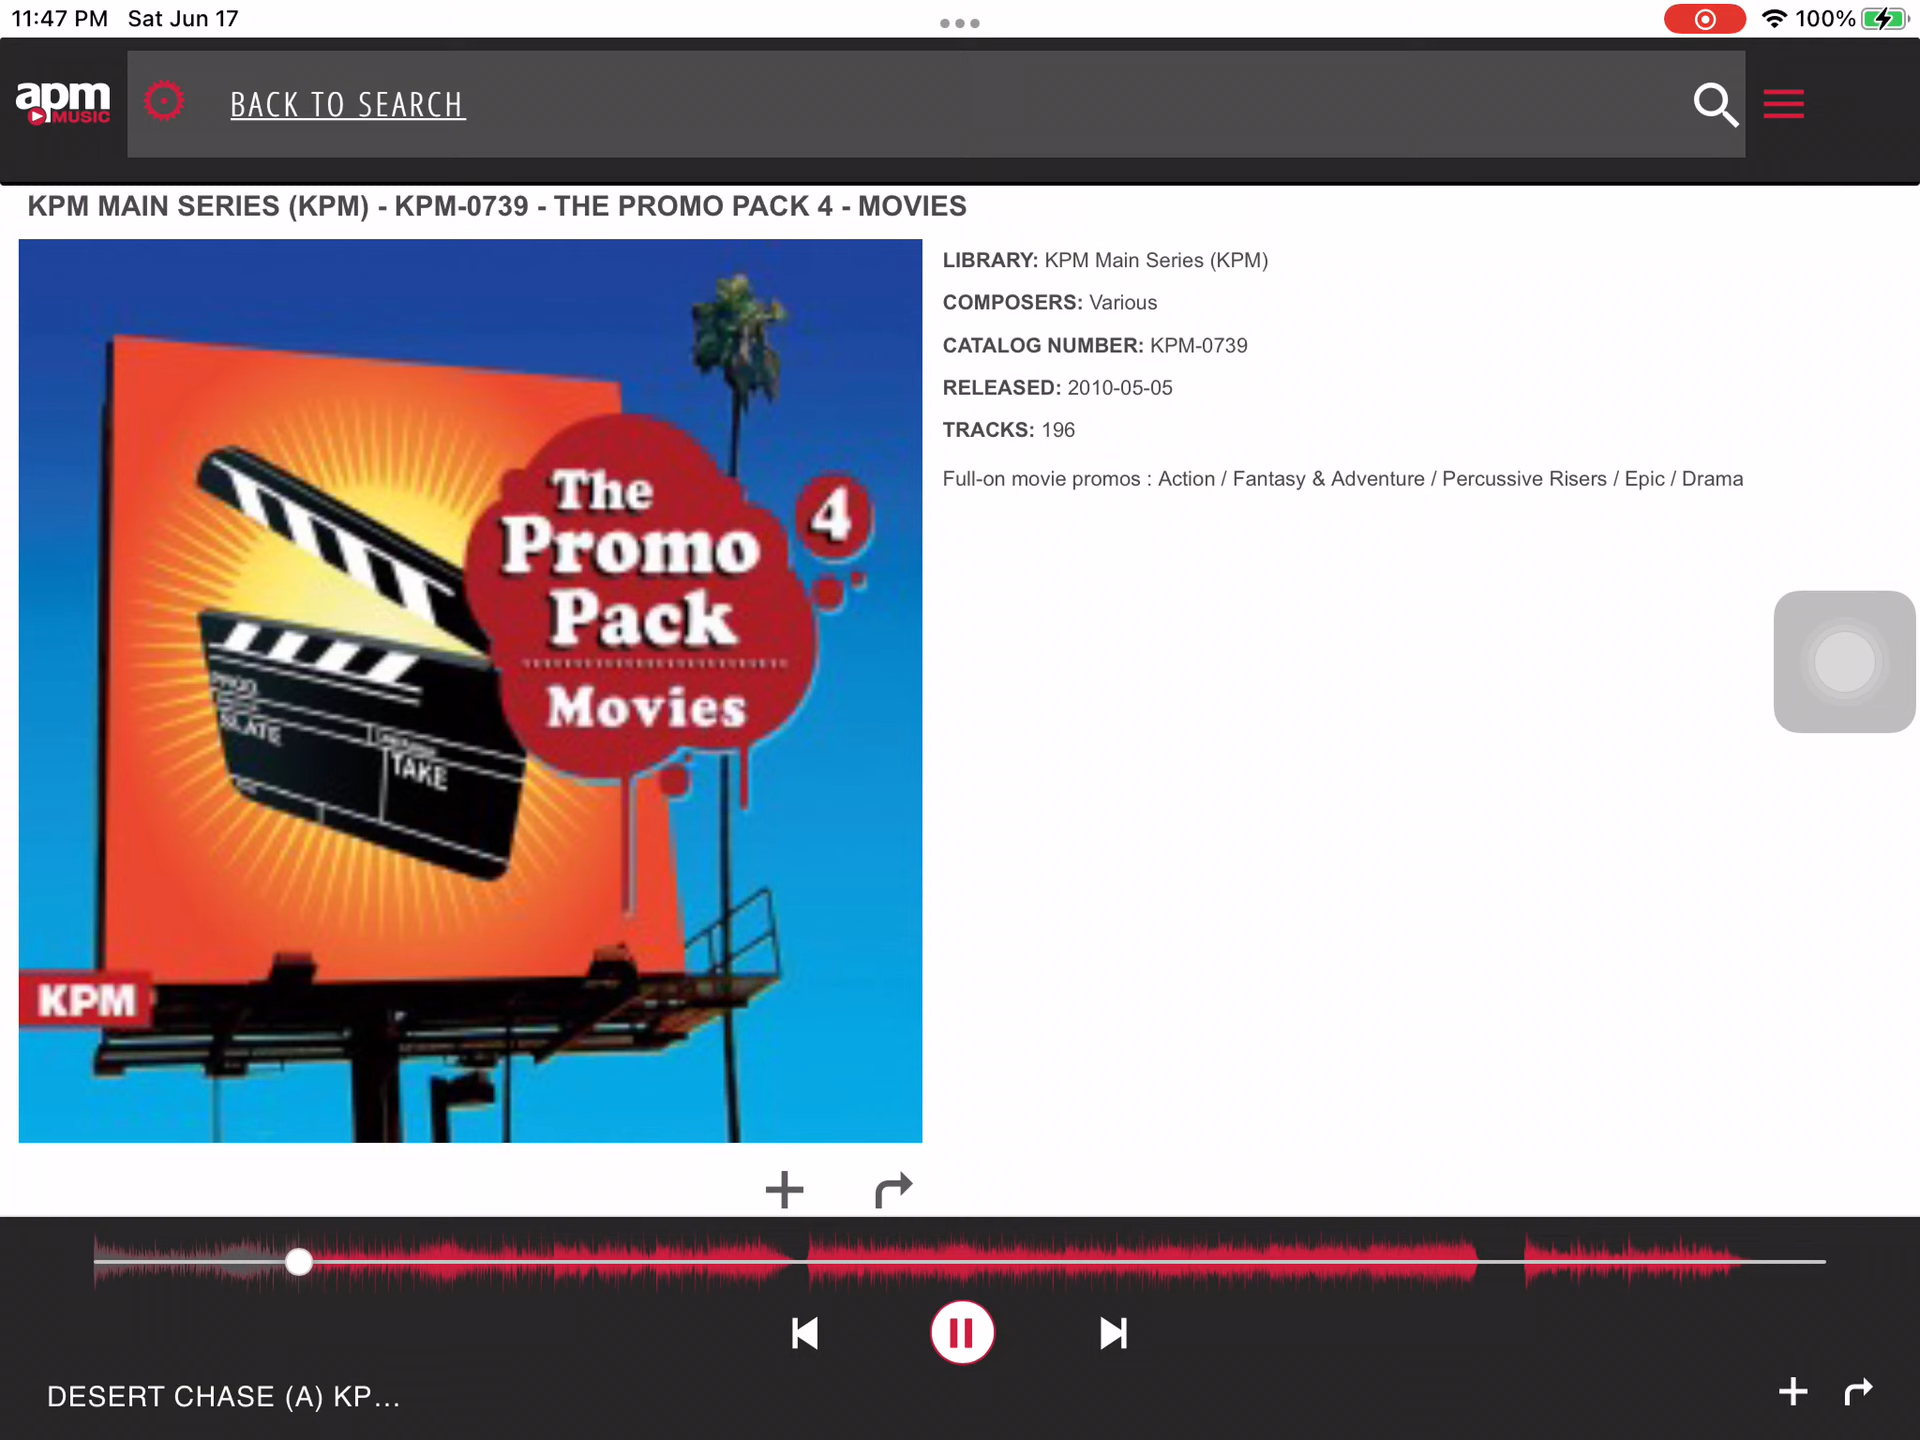 11:47 PM Sat Jun 17
100%
apm
MUSIC
BACK TO SEARCH
KPM MAIN SERIES (KPM) - KPM-0739 - THE PROMO PACK 4 - MOVIES
LIBRARY: KPM Main Series (KPM)
COMPOSERS: Various
CATALOG NUMBER: KPM-0739
RELEASED: 2010-05-05
TRACKS: 196
Full-on movie promos : Action / Fantasy & Adventure / Percussive Risers / Epic / Drama
The
Promo
Pack
4
Movies
PROD
SLATE
TAKE
KPM
DESERT CHASE (A) KP...